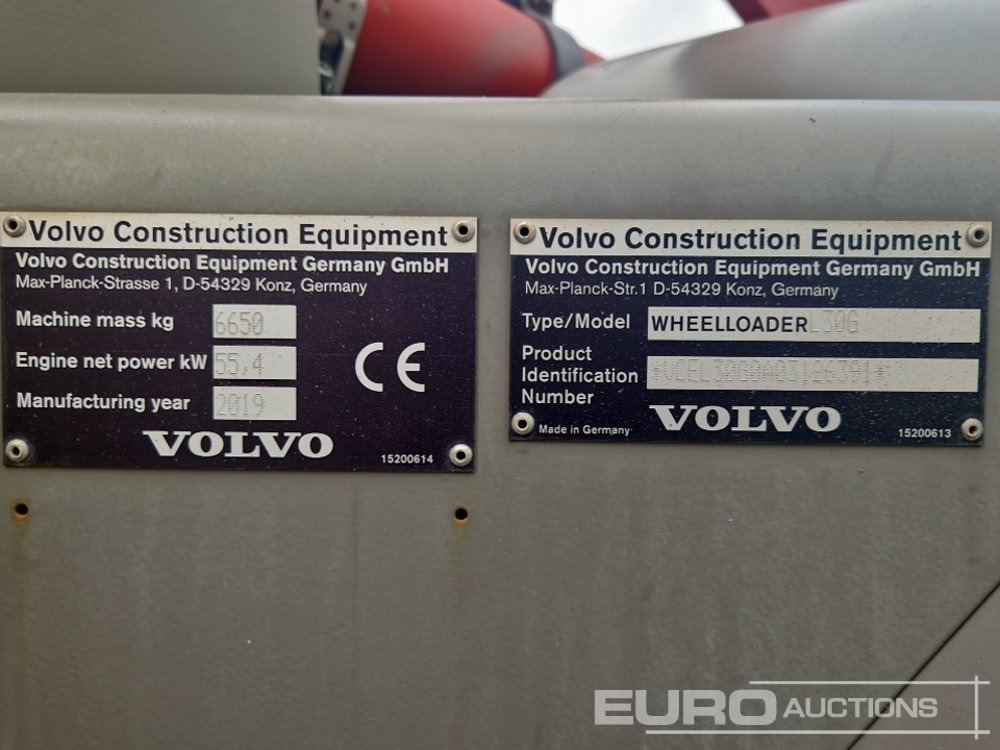 Volvo Construction Equipment
Volvo Construction Equipment Germany GmbH
Max-Planck-Strasse 1, D-54329 Konz, Germany
Machine mass kg 6650
Engine net power kW 55,4
Manufacturing year 2019
CE
VOLVO
15200614
Volvo Construction Equipment
Volvo Construction Equipment Germany GmbH
Max-Planck-Str.1 D-54329 Konz, Germany
Type/Model WHEELLOADER L30G
Product
Identification *VCEL30G0A03126391*
Number
Made in Germany
VOLVO
15200613
EURO AUCTIONS